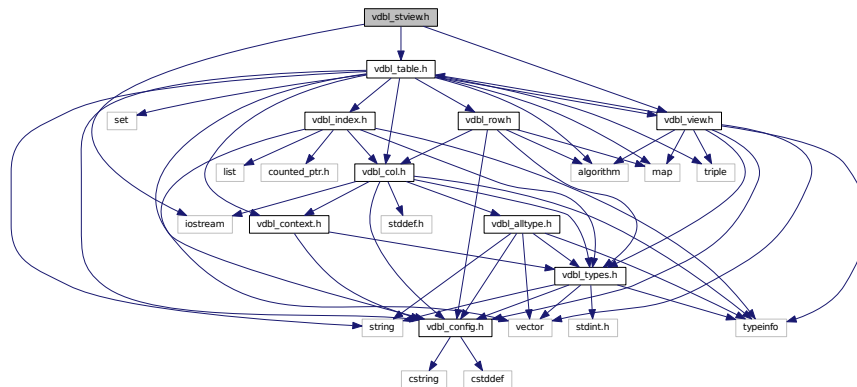 vdbl_stview.h
vdbl_table.h
set
vdbl_index.h
vdbl_row.h
vdbl_view.h
list
counted_ptr.h
vdbl_col.h
algorithm
map
triple
iostream
vdbl_context.h
stddef.h
vdbl_alltype.h
vdbl_types.h
string
vdbl_config.h
vector
stdint.h
typeinfo
cstring
cstddef